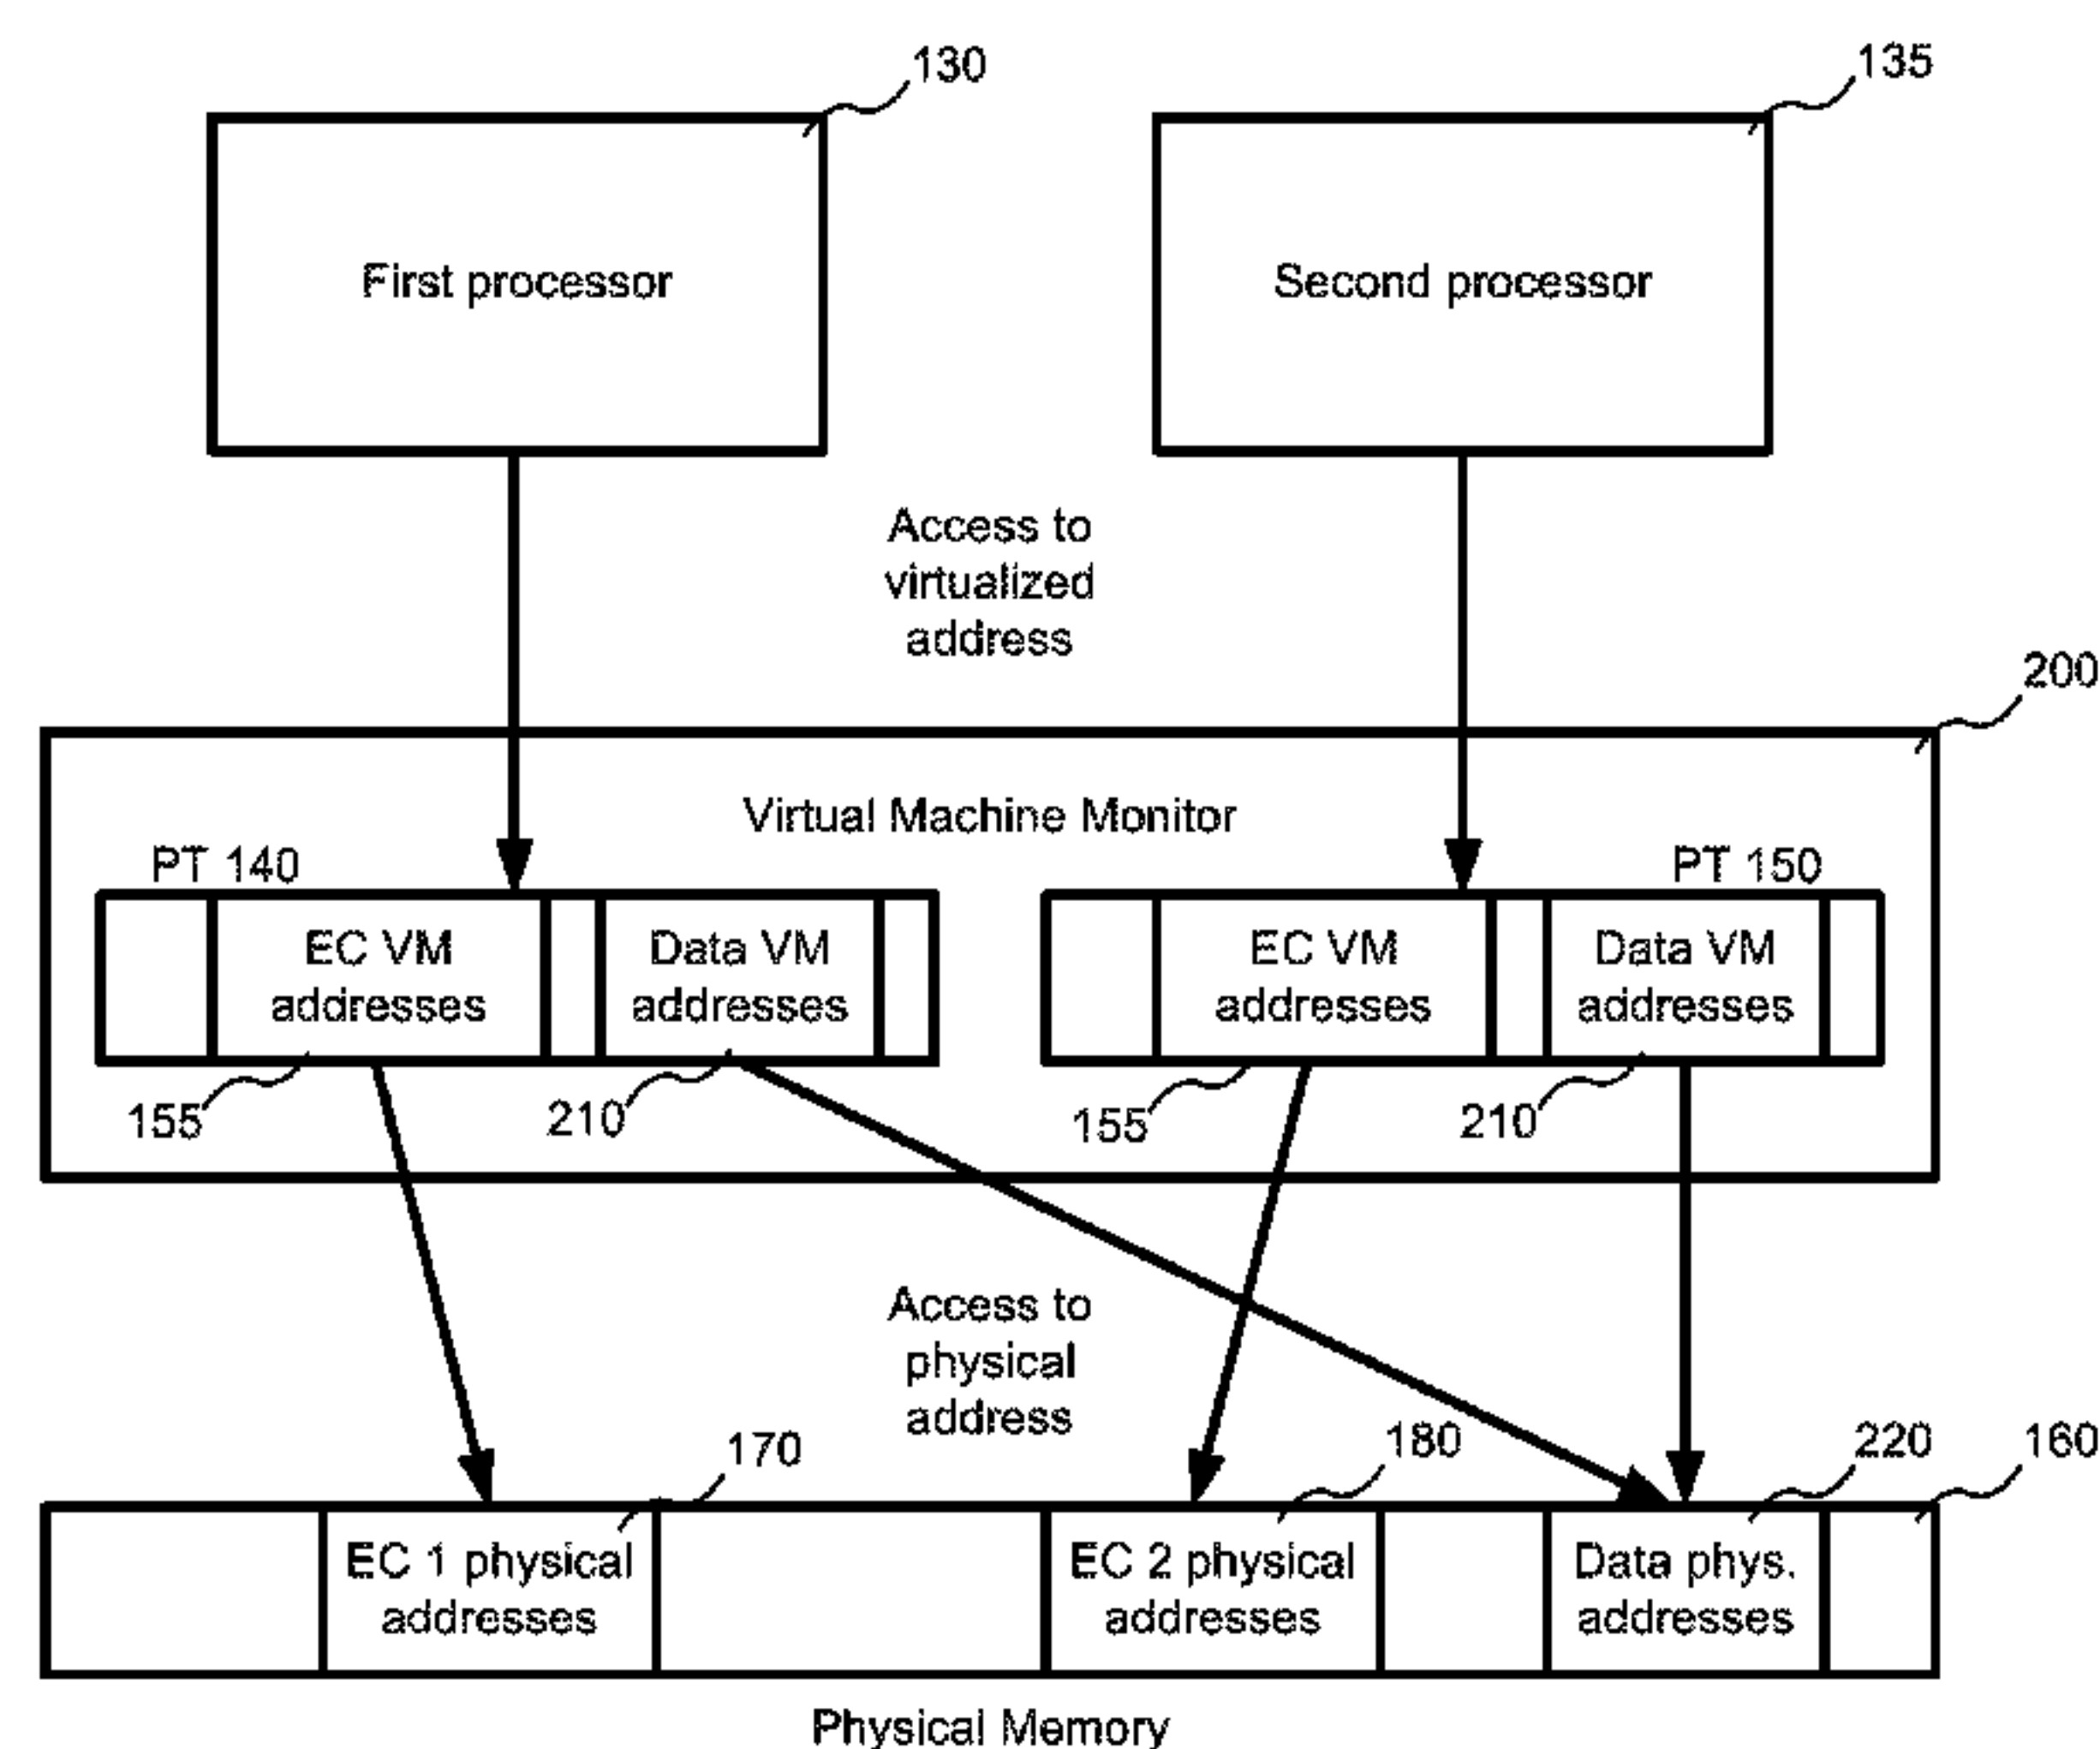 130
135
First processor
Second processor
Access to
virtualized
address
200
Virtual Machine Monitor
PT 140
PT 150
EC VM
addresses
Data VM
addresses
EC VM
addresses
Data VM
addresses
155
210
155
210
Access to
physical
address
170
180
220
160
EC 1 physical
addresses
EC 2 physical
addresses
Data phys.
addresses
Physical Memory